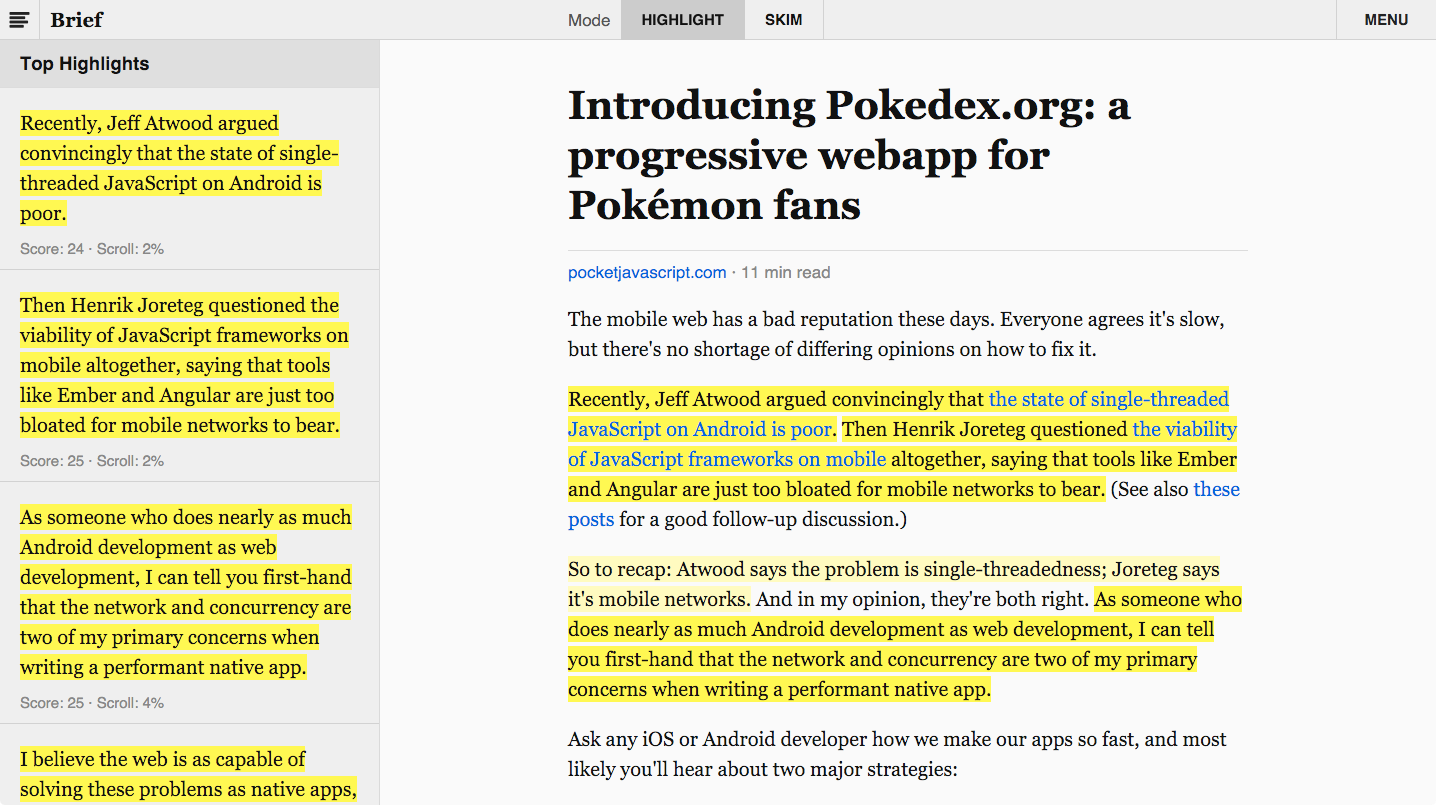 Brief
Mode
HIGHLIGHT
SKIM
MENU
Top Highlights
Recently, Jeff Atwood argued
convincingly that the state of single-
threaded JavaScript on Android is
poor.
Score: 24 · Scroll: 2%
Then Henrik Joreteg questioned the
viability of JavaScript frameworks on
mobile altogether, saying that tools
like Ember and Angular are just too
bloated for mobile networks to bear.
Score: 25 · Scroll: 2%
As someone who does nearly as much
Android development as web
development, I can tell you first-hand
that the network and concurrency are
two of my primary concerns when
writing a performant native app.
Score: 25 · Scroll: 4%
I believe the web is as capable of
solving these problems as native apps,
Introducing Pokedex.org: a
progressive webapp for
Pokémon fans
pocketjavascript.com · 11 min read
The mobile web has a bad reputation these days. Everyone agrees it's slow,
but there's no shortage of differing opinions on how to fix it.
Recently, Jeff Atwood argued convincingly that the state of single-threaded
JavaScript on Android is poor. Then Henrik Joreteg questioned the viability
of JavaScript frameworks on mobile altogether, saying that tools like Ember
and Angular are just too bloated for mobile networks to bear. (See also these
posts for a good follow-up discussion.)
So to recap: Atwood says the problem is single-threadedness; Joreteg says
it's mobile networks. And in my opinion, they're both right. As someone who
does nearly as much Android development as web development, I can tell
you first-hand that the network and concurrency are two of my primary
concerns when writing a performant native app.
Ask any iOS or Android developer how we make our apps so fast, and most
likely you'll hear about two major strategies: